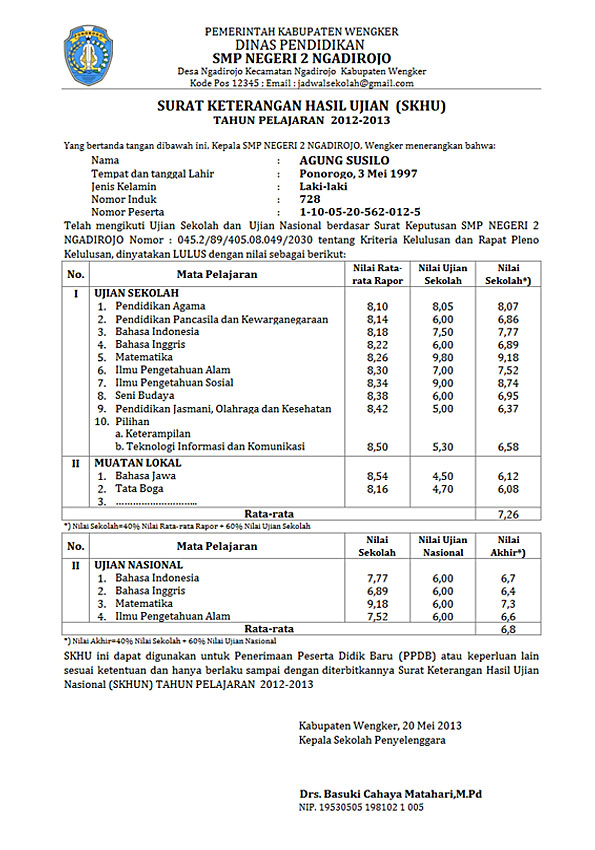 PEMERINTAH KABUPATEN WENGKER
DINAS PENDIDIKAN
SMP NEGERI 2 NGADIROJO
Desa Ngadirojo Kecamatan Ngadirojo Kabupaten Wengker
Kode Pos 12345 ; Email : jadwalsekolah@gmail.com
SURAT KETERANGAN HASIL UJIAN (SKHU)
TAHUN PELAJARAN 2012-2013
Yang bertanda tangan dibawah ini, Kepala SMP NEGERI 2 NGADIROJO, Wengker menerangkan bahwa:
Nama : AGUNG SUSILO
Tempat dan tanggal Lahir : Ponorogo, 3 Mei 1997
Jenis Kelamin : Laki-laki
Nomor Induk : 728
Nomor Peserta : 1-10-05-20-562-012-5
Telah mengikuti Ujian Sekolah dan Ujian Nasional berdasar Surat Keputusan SMP NEGERI 2
NGADIROJO Nomor : 045.2/89/405.08.049/2030 tentang Kriteria Kelulusan dan Rapat Pleno
Kelulusan, dinyatakan LULUS dengan nilai sebagai berikut:
No. Mata Pelajaran Nilai Rata-rata Rapor Nilai Ujian Sekolah Nilai Sekolah*)
I UJIAN SEKOLAH
1. Pendidikan Agama 8,10 8,05 8,07
2. Pendidikan Pancasila dan Kewarganegaraan 8,14 6,00 6,86
3. Bahasa Indonesia 8,18 7,50 7,77
4. Bahasa Inggris 8,22 6,00 6,89
5. Matematika 8,26 9,80 9,18
6. Ilmu Pengetahuan Alam 8,30 7,00 7,52
7. Ilmu Pengetahuan Sosial 8,34 9,00 8,74
8. Seni Budaya 8,38 6,00 6,95
9. Pendidikan Jasmani, Olahraga dan Kesehatan 8,42 5,00 6,37
10. Pilihan
a. Keterampilan
b. Teknologi Informasi dan Komunikasi 8,50 5,30 6,58
II MUATAN LOKAL
1. Bahasa Jawa 8,54 4,50 6,12
2. Tata Boga 8,16 4,70 6,08
3. ...........................
Rata-rata 7,26
*) Nilai Sekolah=40% Nilai Rata-rata Rapor + 60% Nilai Ujian Sekolah
No. Mata Pelajaran Nilai Sekolah Nilai Ujian Nasional Nilai Akhir*)
II UJIAN NASIONAL
1. Bahasa Indonesia 7,77 6,00 6,7
2. Bahasa Inggris 6,89 6,00 6,4
3. Matematika 9,18 6,00 7,3
4. Ilmu Pengetahuan Alam 7,52 6,00 6,6
Rata-rata 6,8
*) Nilai Akhir=40% Nilai Sekolah + 60% Nilai Ujian Nasional
SKHU ini dapat digunakan untuk Penerimaan Peserta Didik Baru (PPDB) atau keperluan lain
sesuai ketentuan dan hanya berlaku sampai dengan diterbitkannya Surat Keterangan Hasil Ujian
Nasional (SKHUN) TAHUN PELAJARAN 2012-2013
Kabupaten Wengker, 20 Mei 2013
Kepala Sekolah Penyelenggara
Drs. Basuki Cahaya Matahari,M.Pd
NIP. 19530505 198102 1 005